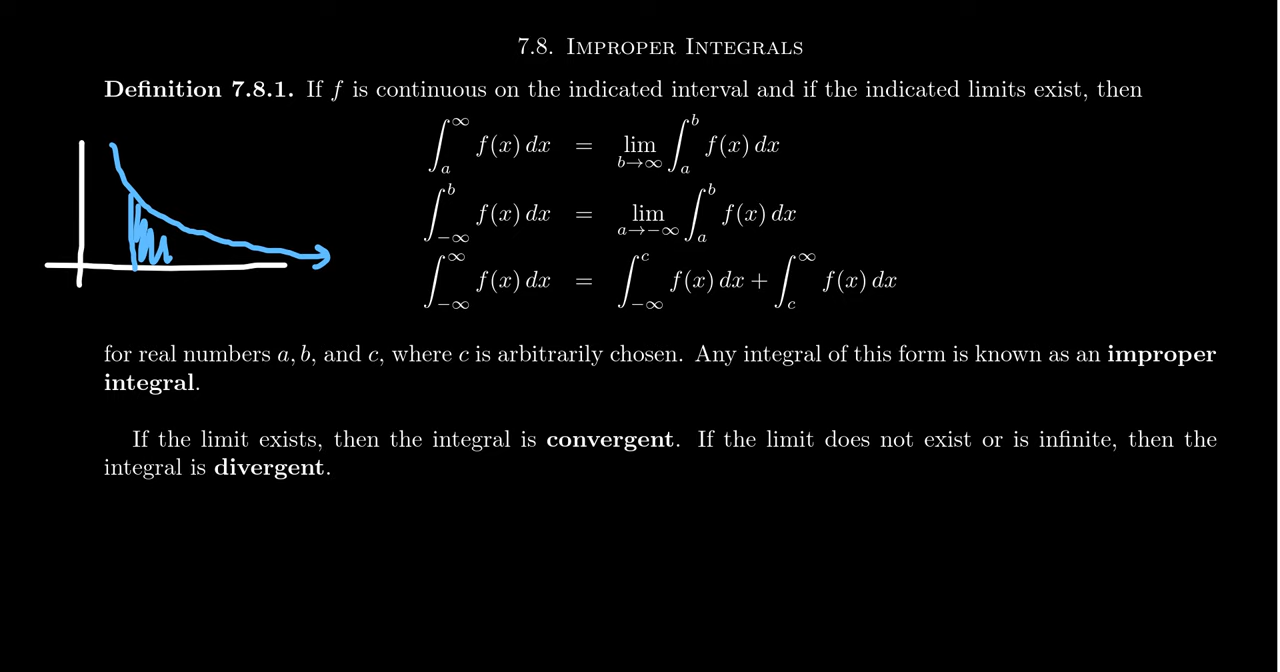 7.8. Improper Integrals
Definition 7.8.1. If f is continuous on the indicated interval and if the indicated limits exist, then
∫_a^∞ f(x) dx = lim_{b→∞} ∫_a^b f(x) dx
∫_{−∞}^b f(x) dx = lim_{a→−∞} ∫_a^b f(x) dx
∫_{−∞}^∞ f(x) dx = ∫_{−∞}^c f(x) dx + ∫_c^∞ f(x) dx
for real numbers a, b, and c, where c is arbitrarily chosen. Any integral of this form is known as an improper
integral.
If the limit exists, then the integral is convergent. If the limit does not exist or is infinite, then the
integral is divergent.